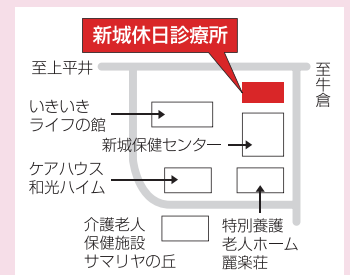 新城休日診療所
至上平井
至牛倉
いきいき
ライフの館
新城保健センター
ケアハウス
和光ハイム
介護老人
保健施設
サマリヤの丘
特別養護
老人ホーム
麗楽荘